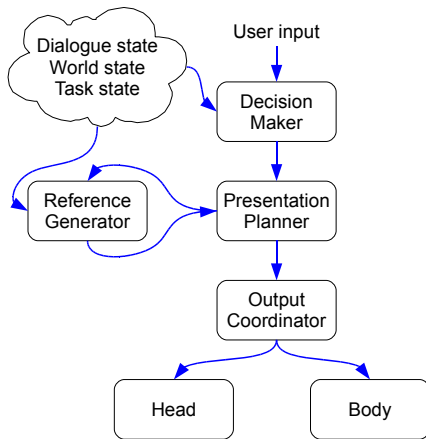 Dialogue state
World state
Task state
User input
Decision
Maker
Reference
Generator
Presentation
Planner
Output
Coordinator
Head
Body